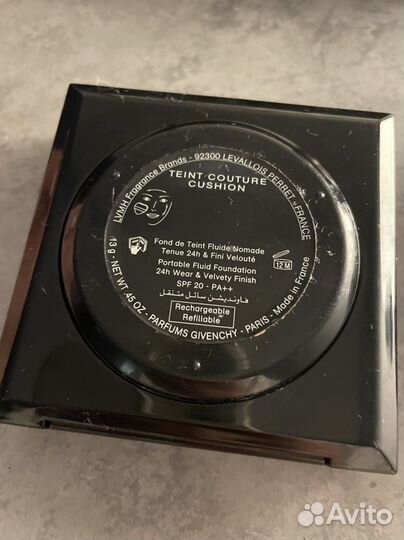 LVMH Fragrance Brands - 92300 LEVALLOIS PERRET - FRANCE
TEINT COUTURE
CUSHION
Fond de Teint Fluide Nomade
Tenue 24h & Fini Velouté
Portable Fluid Foundation
24h Wear & Velvety Finish
SPF 20 - PA++
فاونديشن سائل متنقل
Rechargeable
Refillable
12 M
13 g - NET WT. .45 OZ. - PARFUMS GIVENCHY - PARIS - Made in France
Avito